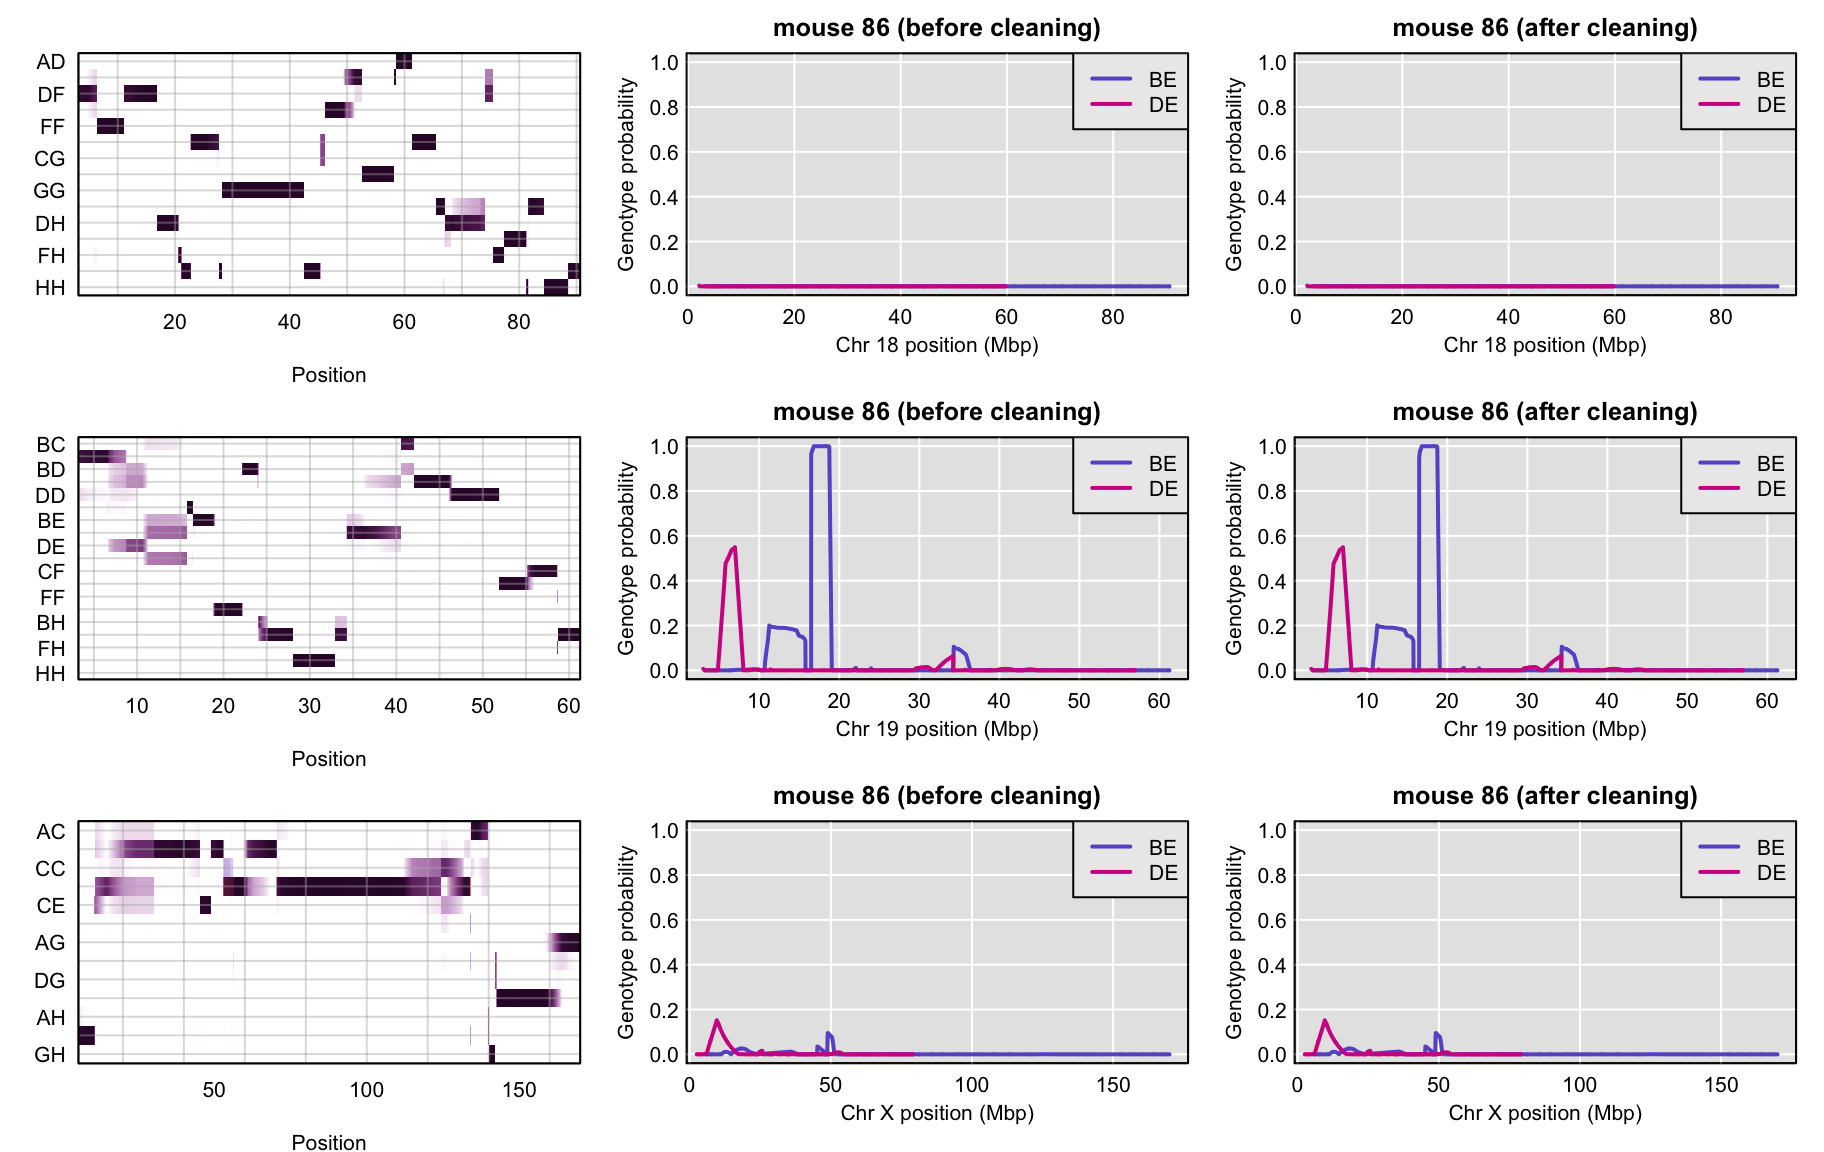 mouse 86 (before cleaning)
mouse 86 (after cleaning)
AD
DF
FF
CG
GG
DH
FH
HH
20 40 60 80
Position
Genotype probability
1.0
0.8
0.6
0.4
0.2
0.0
BE
DE
0 20 40 60 80
Chr 18 position (Mbp)
Genotype probability
1.0
0.8
0.6
0.4
0.2
0.0
BE
DE
0 20 40 60 80
Chr 18 position (Mbp)
mouse 86 (before cleaning)
mouse 86 (after cleaning)
BC
BD
DD
BE
DE
CF
FF
BH
FH
HH
10 20 30 40 50 60
Position
Genotype probability
1.0
0.8
0.6
0.4
0.2
0.0
BE
DE
10 20 30 40 50 60
Chr 19 position (Mbp)
Genotype probability
1.0
0.8
0.6
0.4
0.2
0.0
BE
DE
10 20 30 40 50 60
Chr 19 position (Mbp)
mouse 86 (before cleaning)
mouse 86 (after cleaning)
AC
CC
CE
AG
DG
AH
GH
50 100 150
Position
Genotype probability
1.0
0.8
0.6
0.4
0.2
0.0
BE
DE
0 50 100 150
Chr X position (Mbp)
Genotype probability
1.0
0.8
0.6
0.4
0.2
0.0
BE
DE
0 50 100 150
Chr X position (Mbp)